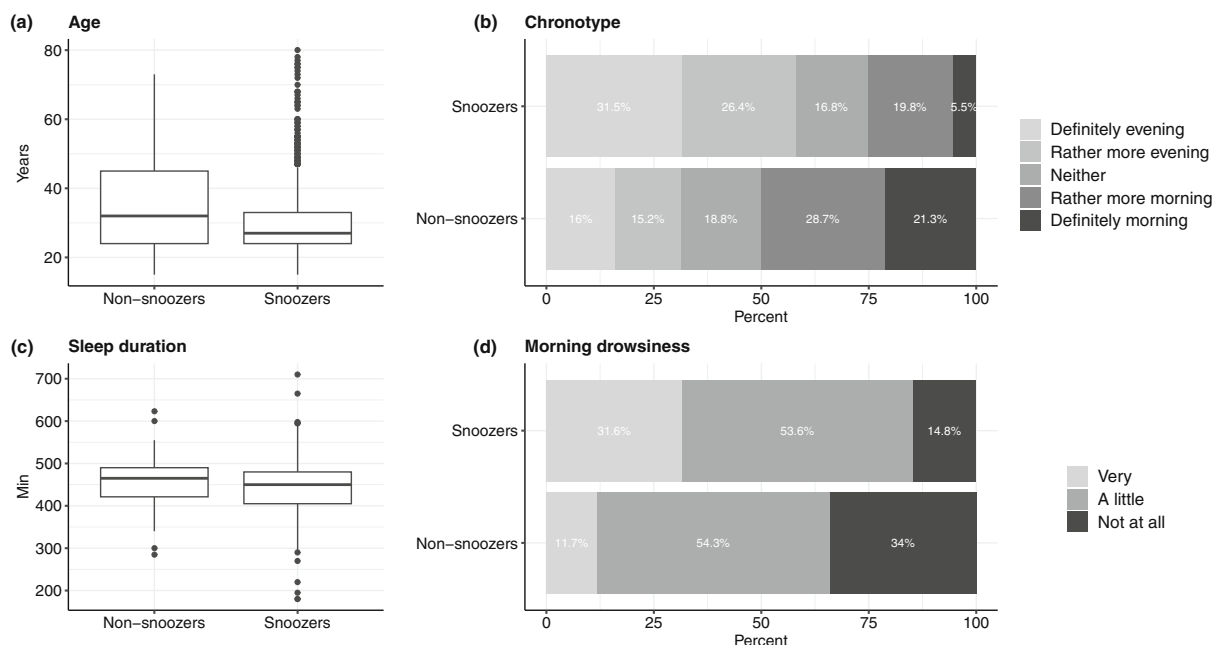 (a) Age
80
60
40
20
Years
Non−snoozers Snoozers
(b) Chronotype
Snoozers
31.5% 26.4% 16.8% 19.8% 5.5%
Non−snoozers
16% 15.2% 18.8% 28.7% 21.3%
0 25 50 75 100
Percent
Definitely evening
Rather more evening
Neither
Rather more morning
Definitely morning
(c) Sleep duration
700
600
500
400
300
200
Min
Non−snoozers Snoozers
(d) Morning drowsiness
Snoozers
31.6% 53.6% 14.8%
Non−snoozers
11.7% 54.3% 34%
0 25 50 75 100
Percent
Very
A little
Not at all